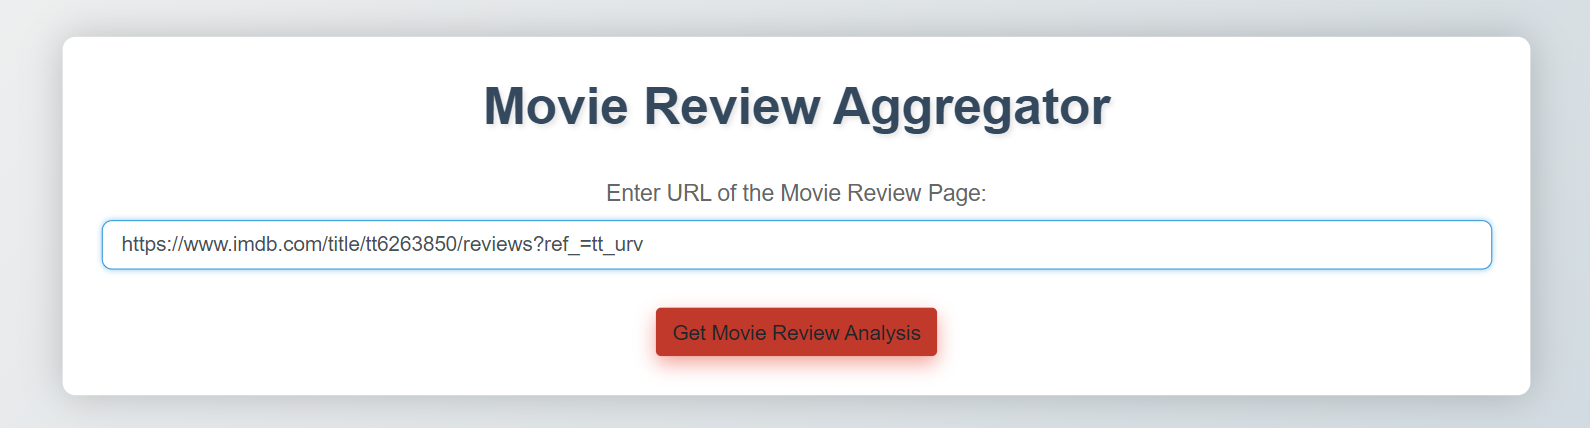 Movie Review Aggregator
Enter URL of the Movie Review Page:
https://www.imdb.com/title/tt6263850/reviews?ref_=tt_urv
Get Movie Review Analysis